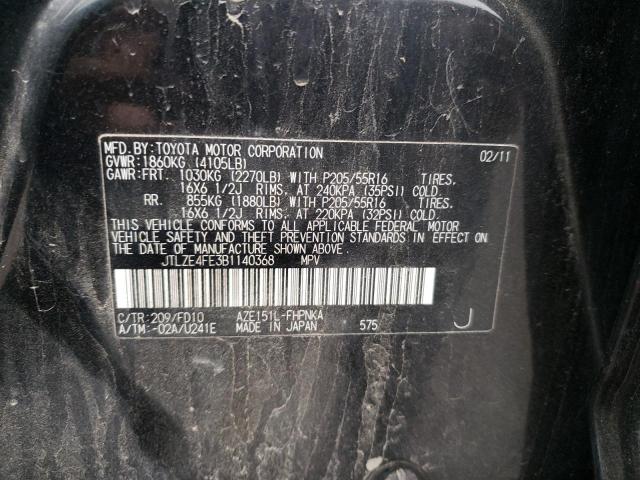 MFD.BY:TOYOTA MOTOR CORPORATION 02/11
GVWR:1860KG (4105LB)
GAWR:FRT. 1030KG (2270LB) WITH P205/55R16 TIRES.
16X6 1/2J RIMS. AT 240KPA (35PSI) COLD.
RR. 855KG (1880LB) WITH P205/55R16 TIRES.
16X6 1/2J RIMS. AT 220KPA (32PSI) COLD.
THIS VEHICLE CONFORMS TO ALL APPLICABLE FEDERAL MOTOR
VEHICLE SAFETY AND THEFT PREVENTION STANDARDS IN EFFECT ON
THE DATE OF MANUFACTURE SHOWN ABOVE.
JTLZE4FE3B1140368 MPV
C/TR:209/FD10 AZE151L-FHPNKA
A/TM:-02A/U241E MADE IN JAPAN 575 J